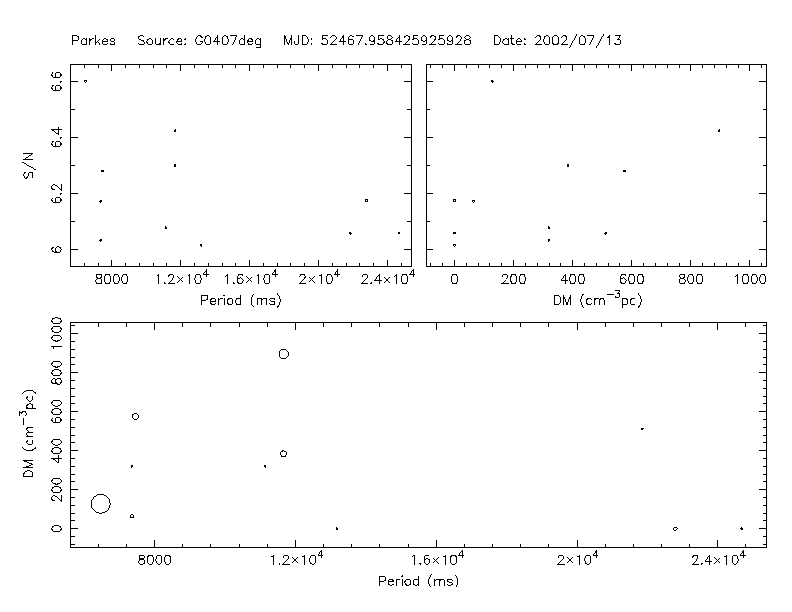 Parkes Source: G0407deg MJD: 52467.958425925928 Date: 2002/07/13
S/N
6.6
6.4
6.2
6
8000 1.2×10⁴ 1.6×10⁴ 2×10⁴ 2.4×10⁴
Period (ms)
0 200 400 600 800 1000
DM (cm⁻³pc)
DM (cm⁻³pc)
1000
800
600
400
200
0
8000 1.2×10⁴ 1.6×10⁴ 2×10⁴ 2.4×10⁴
Period (ms)